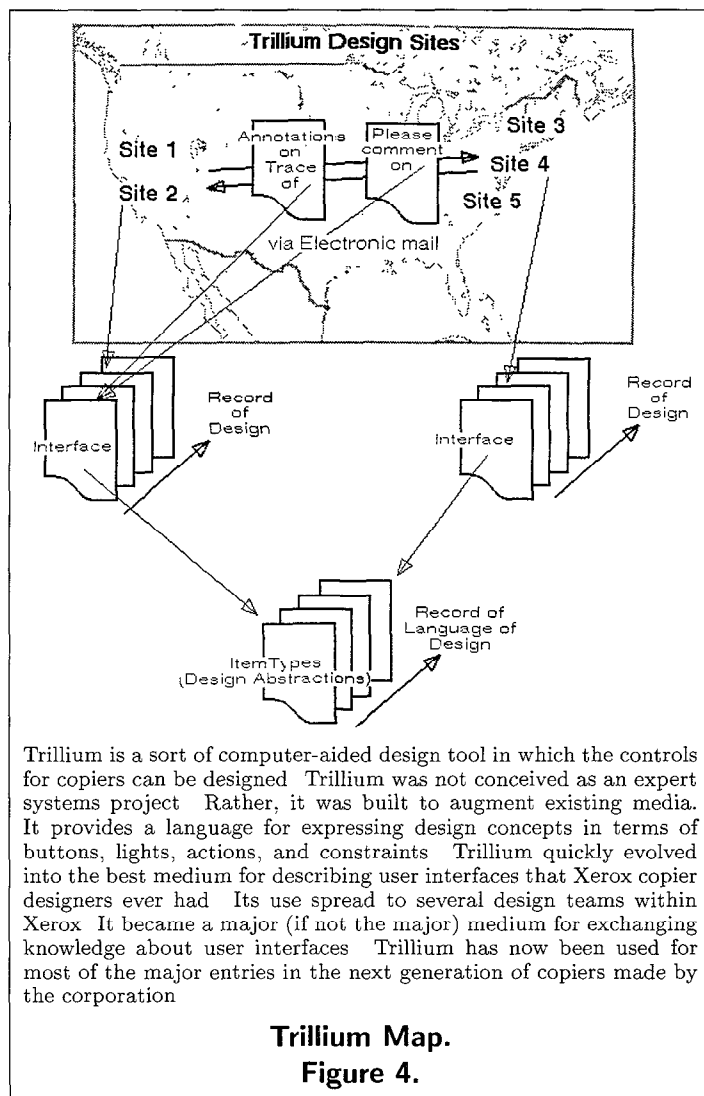 Trillium Design Sites
Annotations
on
Trace
of
Please
comment
on
Site 3
Site 1
Site 4
Site 2
Site 5
via Electronic mail
Record
of
Design
Interface
Record
of
Design
Interface
Record of
Language of
Design
ItemTypes
(Design Abstractions)
Trillium is a sort of computer-aided design tool in which the controls
for copiers can be designed Trillium was not conceived as an expert
systems project Rather, it was built to augment existing media.
It provides a language for expressing design concepts in terms of
buttons, lights, actions, and constraints Trillium quickly evolved
into the best medium for describing user interfaces that Xerox copier
designers ever had Its use spread to several design teams within
Xerox It became a major (if not the major) medium for exchanging
knowledge about user interfaces Trillium has now been used for
most of the major entries in the next generation of copiers made by
the corporation
Trillium Map.
Figure 4.